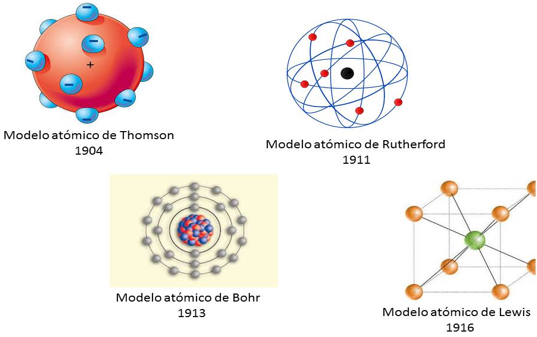 +
Modelo atómico de Thomson
1904
Modelo atómico de Rutherford
1911
Modelo atómico de Bohr
1913
Modelo atómico de Lewis
1916